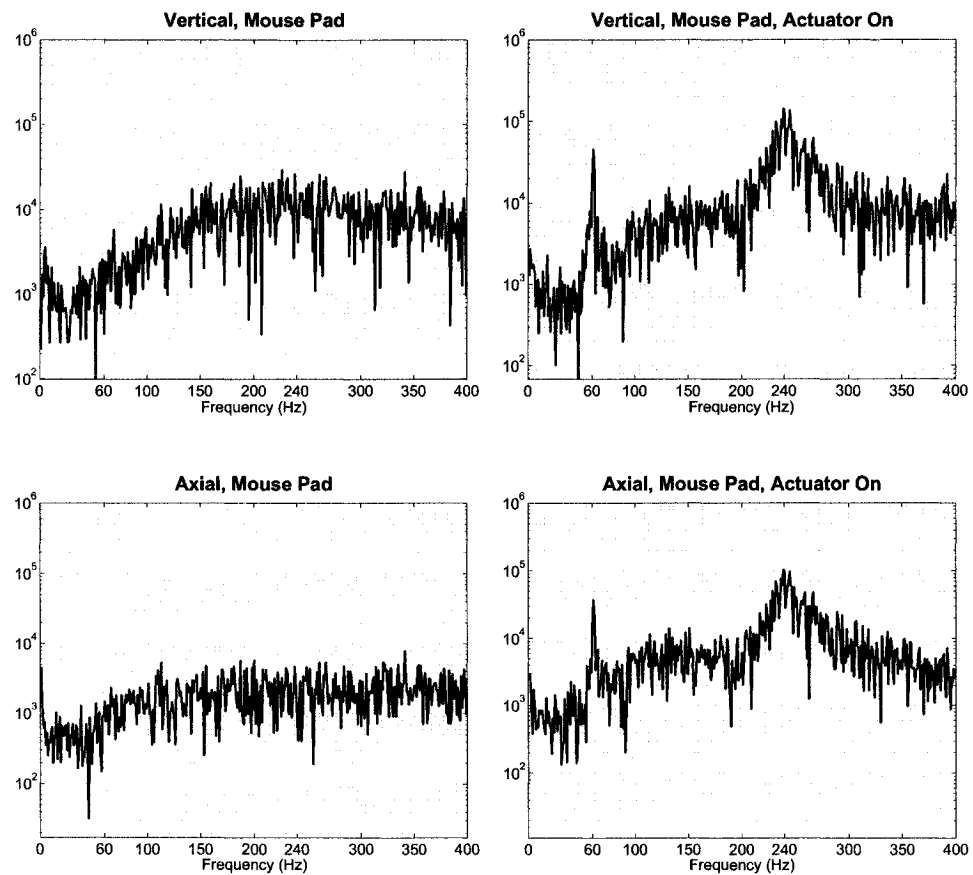 Vertical, Mouse Pad
10^6
10^5
10^4
10^3
10^2
0 60 100 150 200 240 300 350 400
Frequency (Hz)
Vertical, Mouse Pad, Actuator On
10^6
10^5
10^4
10^3
10^2
0 60 100 150 200 240 300 350 400
Frequency (Hz)
Axial, Mouse Pad
10^6
10^5
10^4
10^3
10^2
0 60 100 150 200 240 300 350 400
Frequency (Hz)
Axial, Mouse Pad, Actuator On
10^6
10^5
10^4
10^3
10^2
0 60 100 150 200 240 300 350 400
Frequency (Hz)